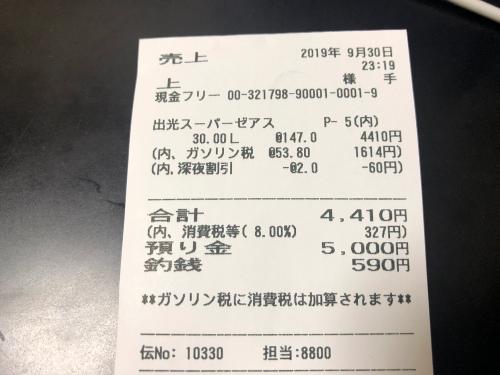 売上 2019年 9月30日
23:19
上 様 手
現金フリー 00-321798-90001-0001-9
出光スーパーゼアス P- 5(内)
30.00L @147.0 4410円
(内、ガソリン税 @53.80 1614円)
(内,深夜割引 -@2.0 -60円)
合計 4,410円
(内、消費税等( 8.00%) 327円)
預り金 5,000円
釣銭 590円
**ガソリン税に消費税は加算されます**
伝No: 10330 担当:8800